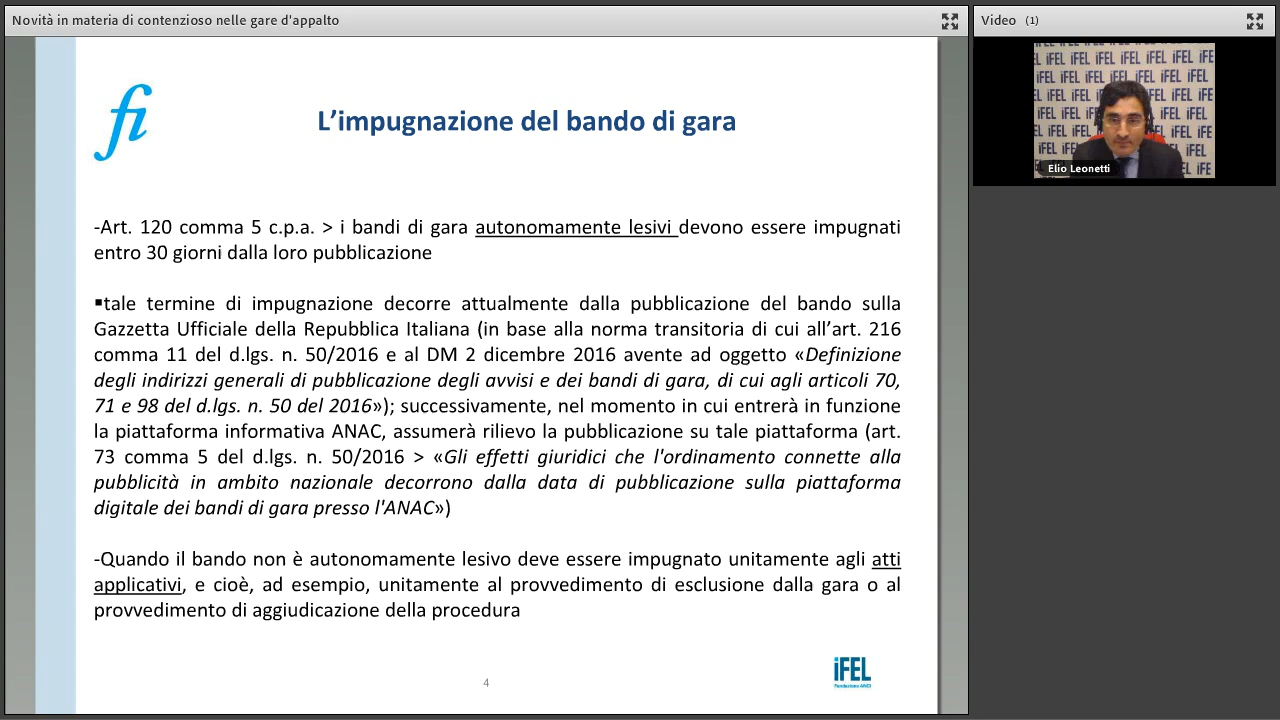 Novità in materia di contenzioso nelle gare d'appalto
Video (1)
fi
L’impugnazione del bando di gara
iFEL
Elio Leonetti
-Art. 120 comma 5 c.p.a. > i bandi di gara autonomamente lesivi devono essere impugnati
entro 30 giorni dalla loro pubblicazione
▪tale termine di impugnazione decorre attualmente dalla pubblicazione del bando sulla
Gazzetta Ufficiale della Repubblica Italiana (in base alla norma transitoria di cui all’art. 216
comma 11 del d.lgs. n. 50/2016 e al DM 2 dicembre 2016 avente ad oggetto «Definizione
degli indirizzi generali di pubblicazione degli avvisi e dei bandi di gara, di cui agli articoli 70,
71 e 98 del d.lgs. n. 50 del 2016»); successivamente, nel momento in cui entrerà in funzione
la piattaforma informativa ANAC, assumerà rilievo la pubblicazione su tale piattaforma (art.
73 comma 5 del d.lgs. n. 50/2016 > «Gli effetti giuridici che l'ordinamento connette alla
pubblicità in ambito nazionale decorrono dalla data di pubblicazione sulla piattaforma
digitale dei bandi di gara presso l'ANAC»)
-Quando il bando non è autonomamente lesivo deve essere impugnato unitamente agli atti
applicativi, e cioè, ad esempio, unitamente al provvedimento di esclusione dalla gara o al
provvedimento di aggiudicazione della procedura
4
iFEL
Fondazione ANCI